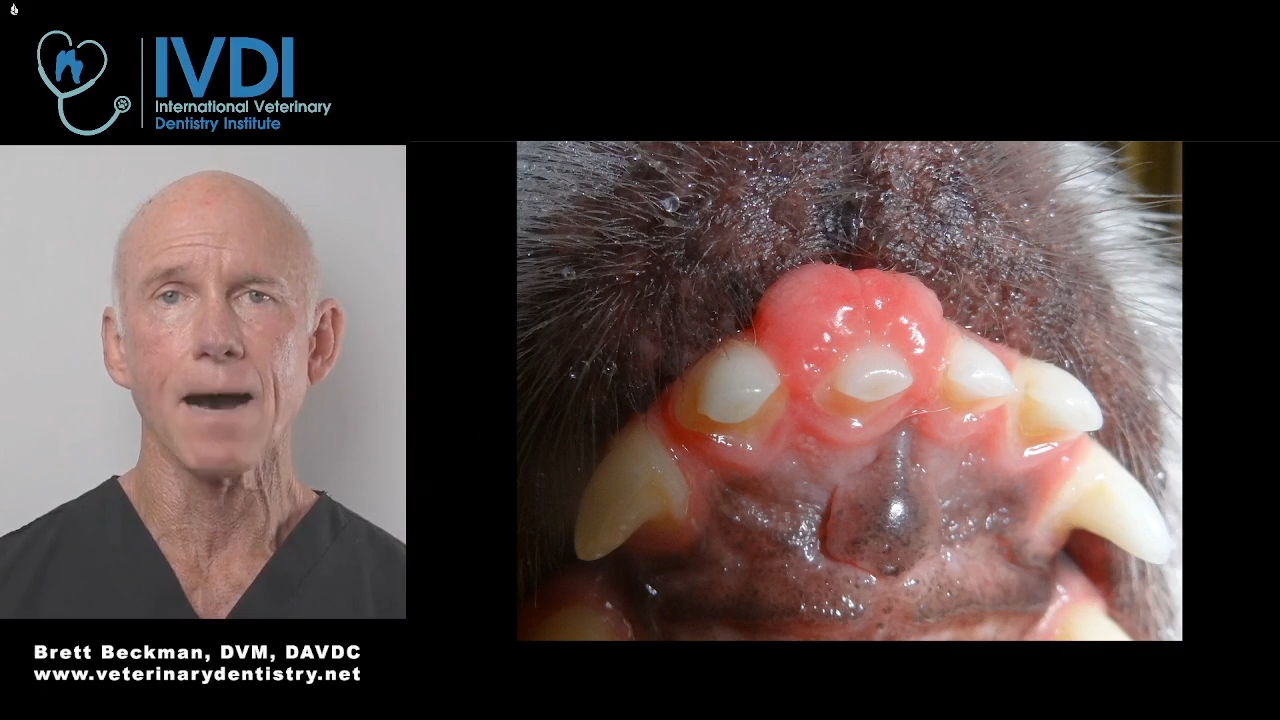 IVDI
International Veterinary
Dentistry Institute
Brett Beckman, DVM, DAVDC
www.veterinarydentistry.net